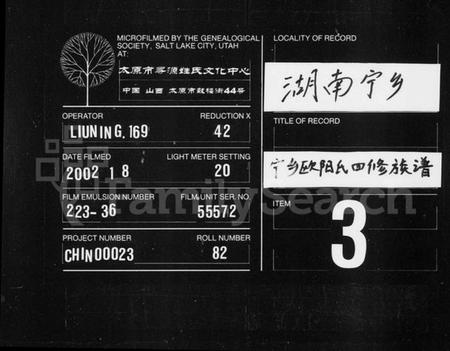 MICROFILMED BY THE GENEALOGICAL
SOCIETY, SALT LAKE CITY, UTAH
AT:
太原市寻源姓氏文化中心
中国 山西 太原市鼓楼街44号
OPERATOR
LIUNING.169
REDUCTION X
42
DATE FILMED
2002 1 8
LIGHT METER SETTING
20
FILM EMULSION NUMBER
223-36
FILM UNIT SER. NO.
55572
PROJECT NUMBER
CHIN00023
ROLL NUMBER
82
LOCALITY OF RECORD
湖南宁乡
TITLE OF RECORD
宁乡欧阳氏四修族谱
ITEM
3
FamilySearch